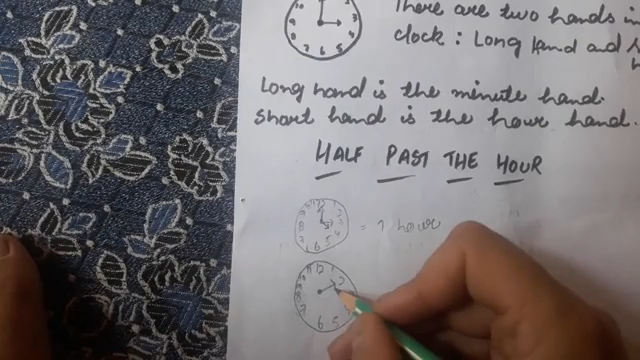 There are two hands in
clock : Long hand and
Long hand is the minute hand.
Short hand is the hour hand.
HALF PAST THE HOUR
= 1 hour